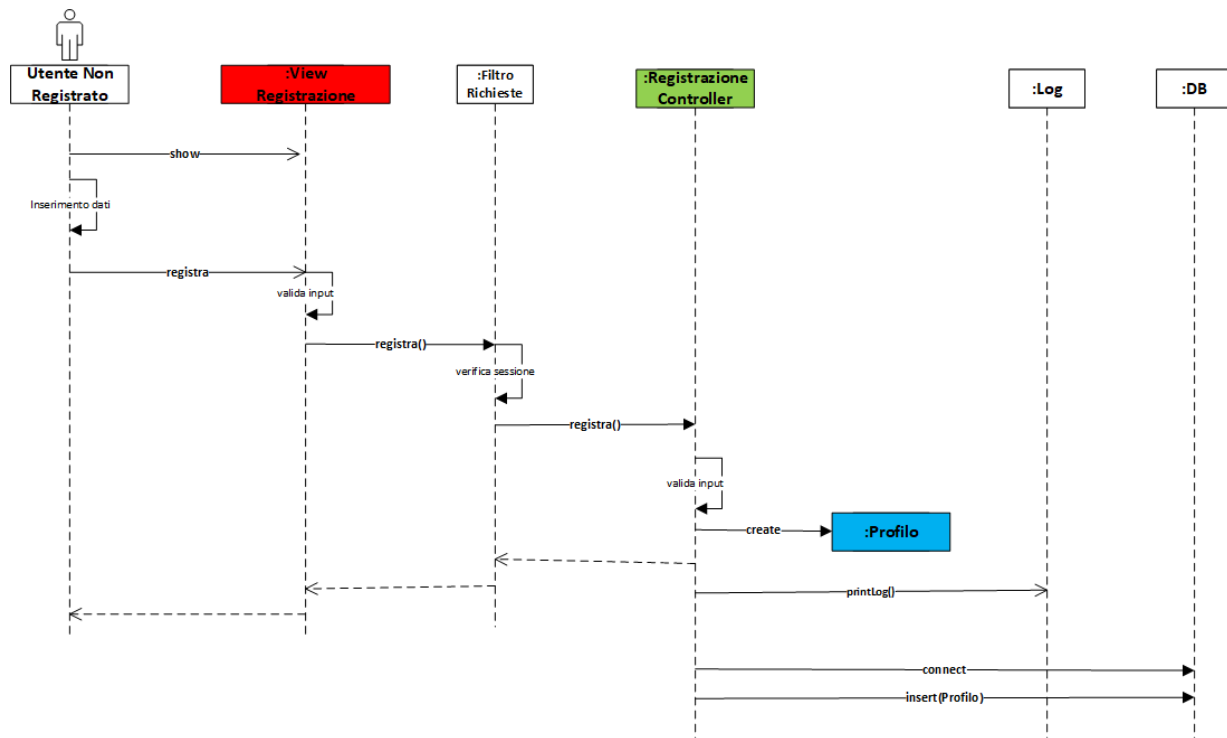 Utente Non
Registrato
:View
Registrazione
:Filtro
Richieste
:Registrazione
Controller
:Log
:DB
show
Inserimento dati
registra
valida input
registra()
verifica sessione
registra()
valida input
create
:Profilo
printLog()
connect
insert(Profilo)